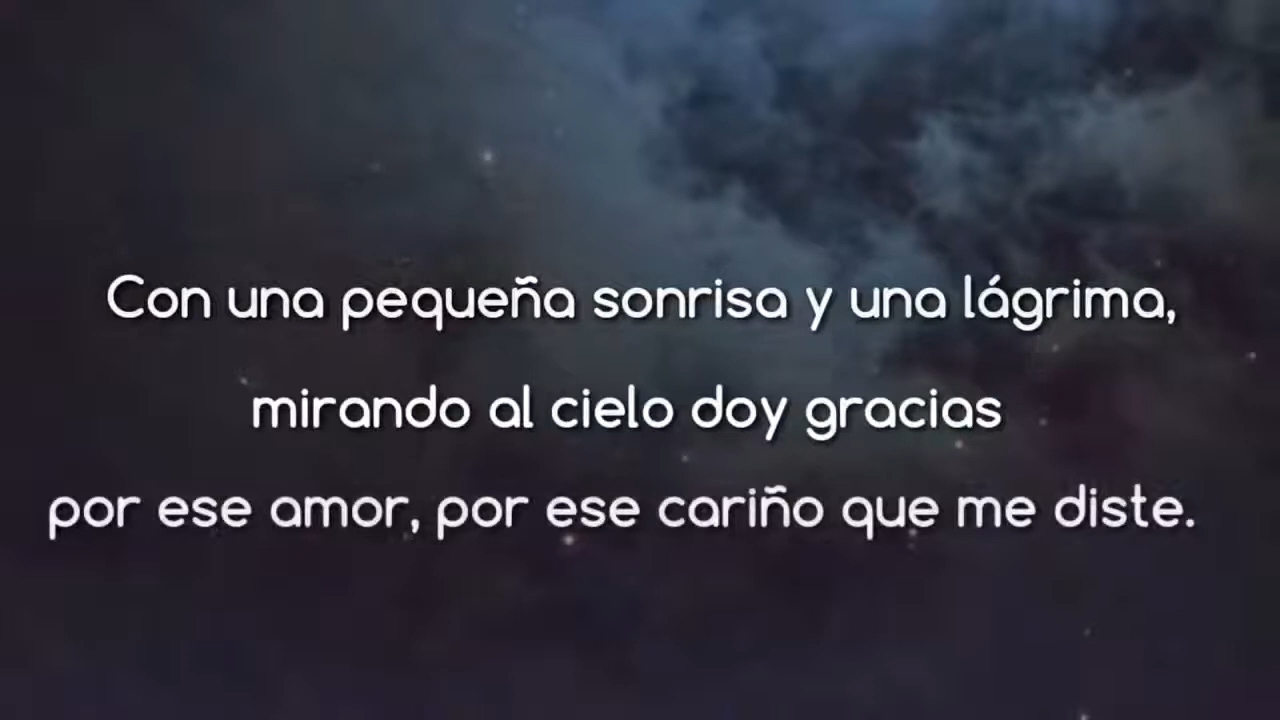 Con una pequeña sonrisa y una lágrima,
mirando al cielo doy gracias
por ese amor, por ese cariño que me diste.